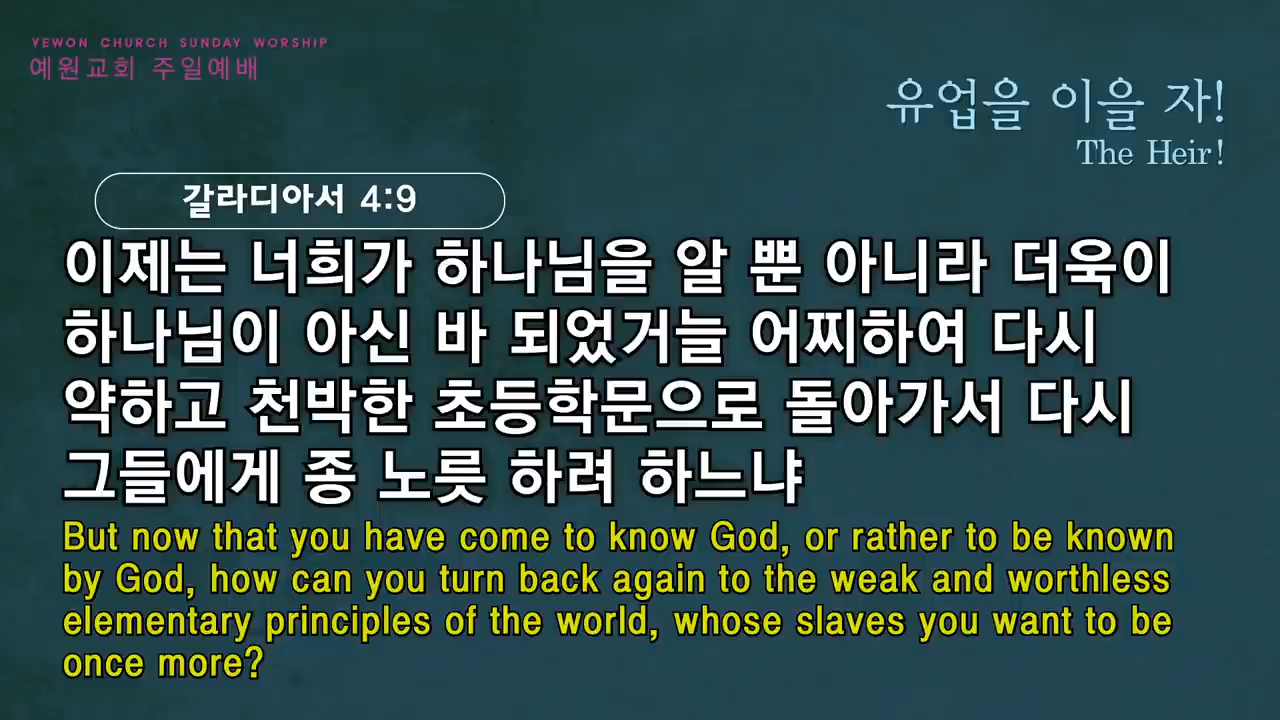 YEWON CHURCH SUNDAY WORSHIP
예원교회 주일예배
유업을 이을 자!
The Heir!
갈라디아서 4:9
이제는 너희가 하나님을 알 뿐 아니라 더욱이
하나님이 아신 바 되었거늘 어찌하여 다시
약하고 천박한 초등학문으로 돌아가서 다시
그들에게 종 노릇 하려 하느냐
But now that you have come to know God, or rather to be known
by God, how can you turn back again to the weak and worthless
elementary principles of the world, whose slaves you want to be
once more?